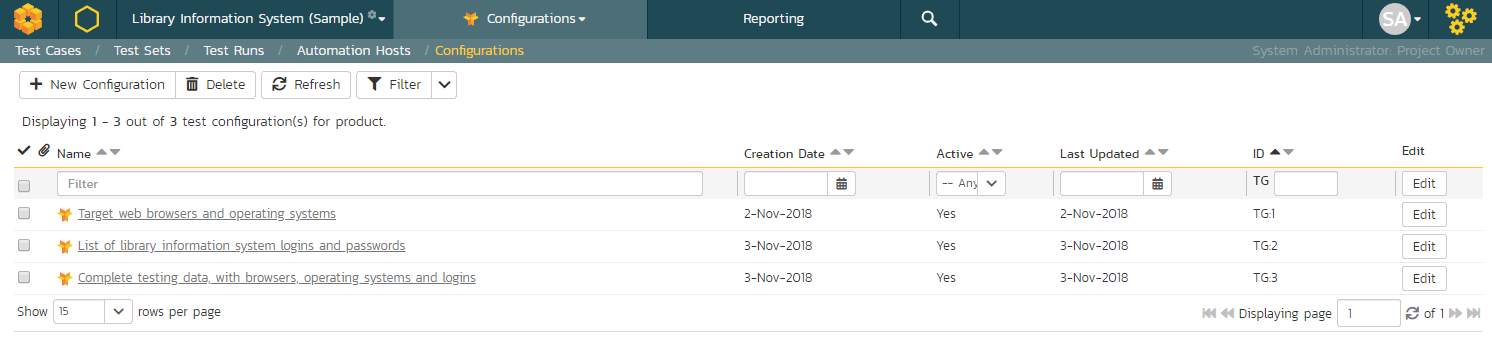 Library Information System (Sample) Configurations Reporting SA
Test Cases / Test Sets / Test Runs / Automation Hosts / Configurations System Administrator: Project Owner
New Configuration Delete Refresh Filter
Displaying 1 - 3 out of 3 test configuration(s) for product.
Name Creation Date Active Last Updated ID Edit
Filter -- Any TG Edit
Target web browsers and operating systems 2-Nov-2018 Yes 2-Nov-2018 TG:1 Edit
List of library information system logins and passwords 3-Nov-2018 Yes 3-Nov-2018 TG:2 Edit
Complete testing data, with browsers, operating systems and logins 3-Nov-2018 Yes 3-Nov-2018 TG:3 Edit
Show 15 rows per page Displaying page 1 of 1